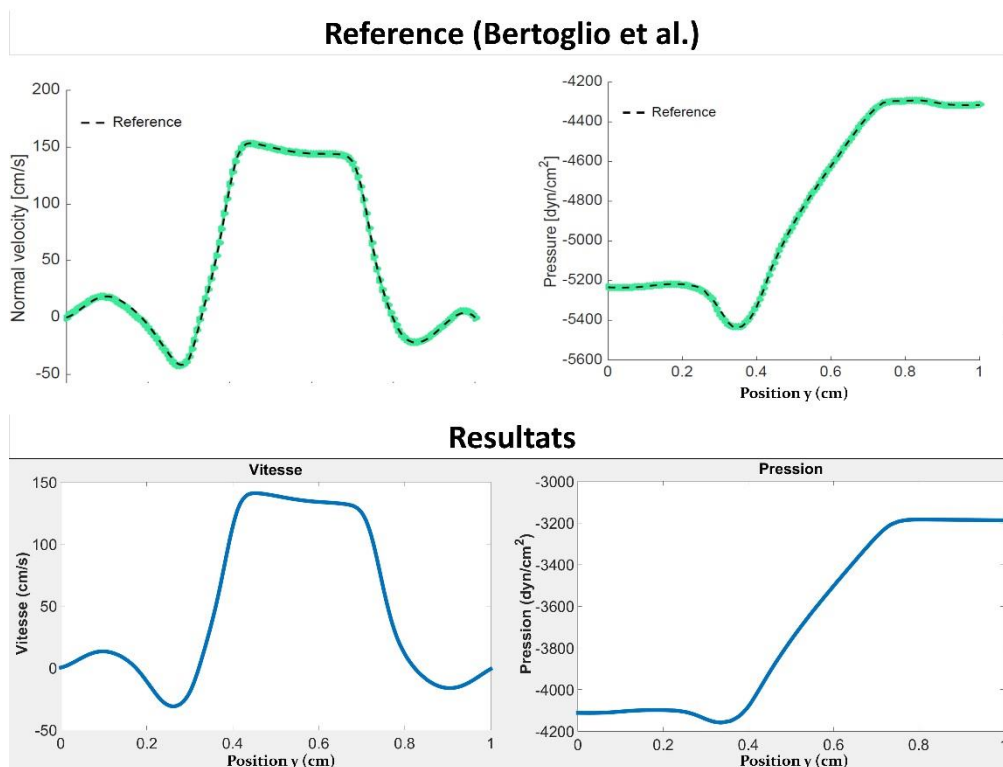 Reference (Bertoglio et al.)
200
150
100
50
0
-50
Normal velocity [cm/s]
Reference
-4200
-4400
-4600
-4800
-5000
-5200
-5400
-5600
Pressure [dyn/cm²]
Reference
0 0.2 0.4 0.6 0.8 1
Position y (cm)
Resultats
Vitesse
150
100
50
0
-50
Vitesse (cm/s)
0 0.2 0.4 0.6 0.8 1
Position y (cm)
Pression
-3000
-3200
-3400
-3600
-3800
-4000
-4200
Pression (dyn/cm²)
0 0.2 0.4 0.6 0.8 1
Position y (cm)